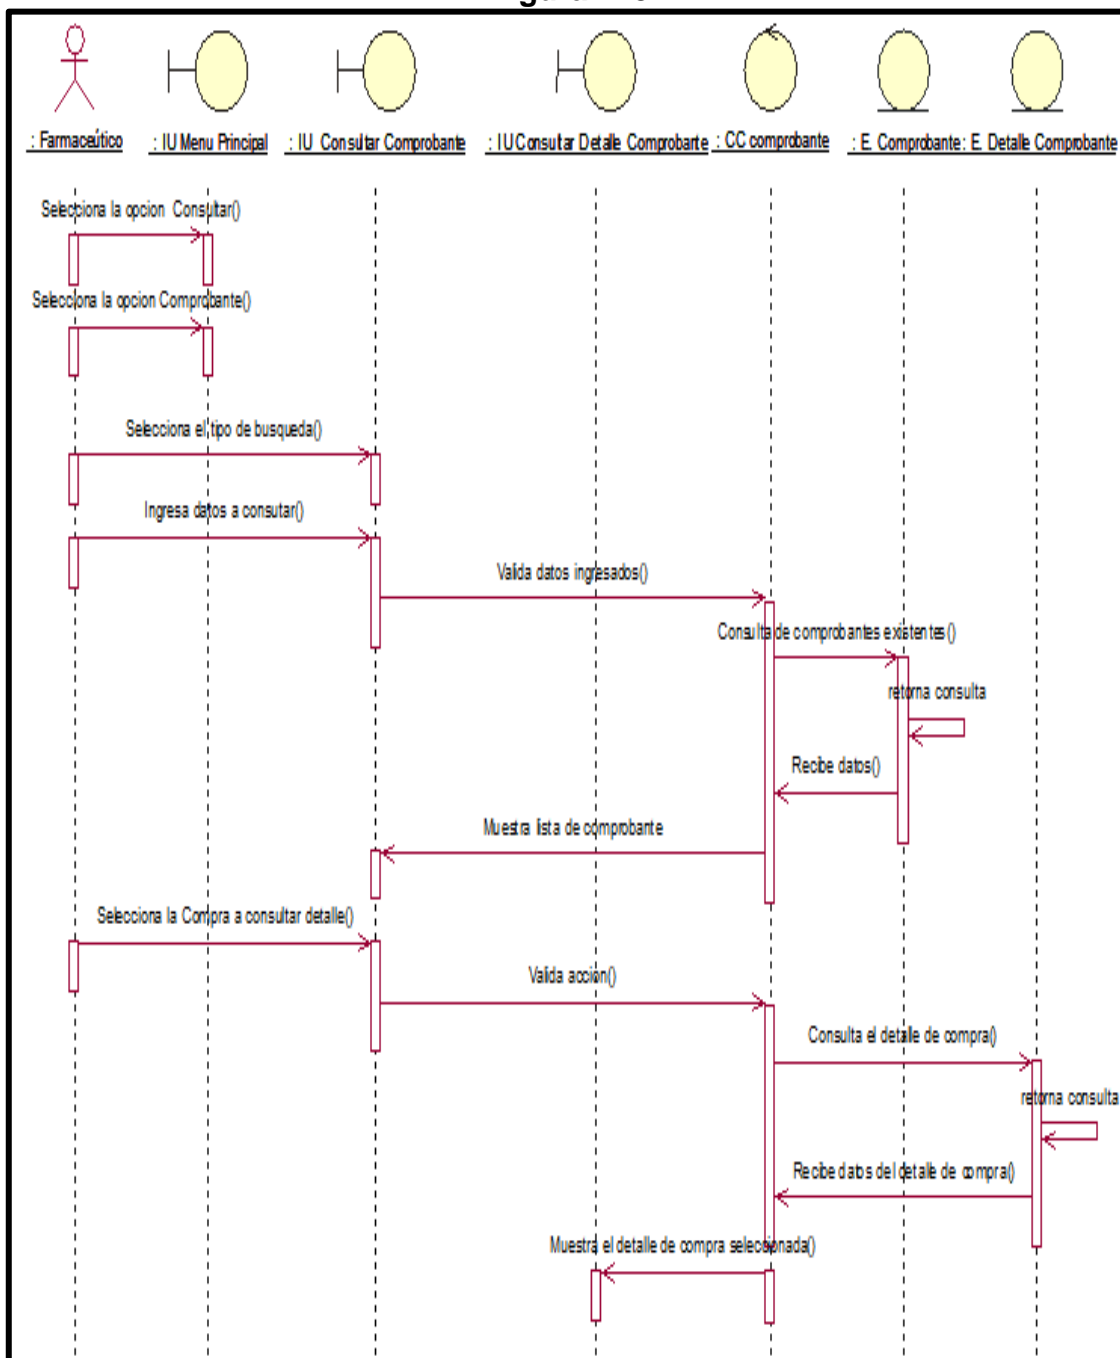 : Farmaceútico
: IU Menu Principal
: IU Consultar Comprobante
: IU Consultar Detalle Comprobante
: CC comprobante
: E. Comprobante
: E. Detalle Comprobante
Selecciona la opcion Consultar()
Selecciona la opcion Comprobante()
Selecciona el tipo de busqueda()
Ingresa datos a consutar()
Valida datos ingresados()
Consulta de comprobantes existentes()
retorna consulta
Recibe datos()
Muestra lista de comprobante
Selecciona la Compra a consultar detalle()
Valida accion()
Consulta el detalle de compra()
retorna consulta
Recibe datos del detalle de compra()
Muestra el detalle de compra seleccionada()